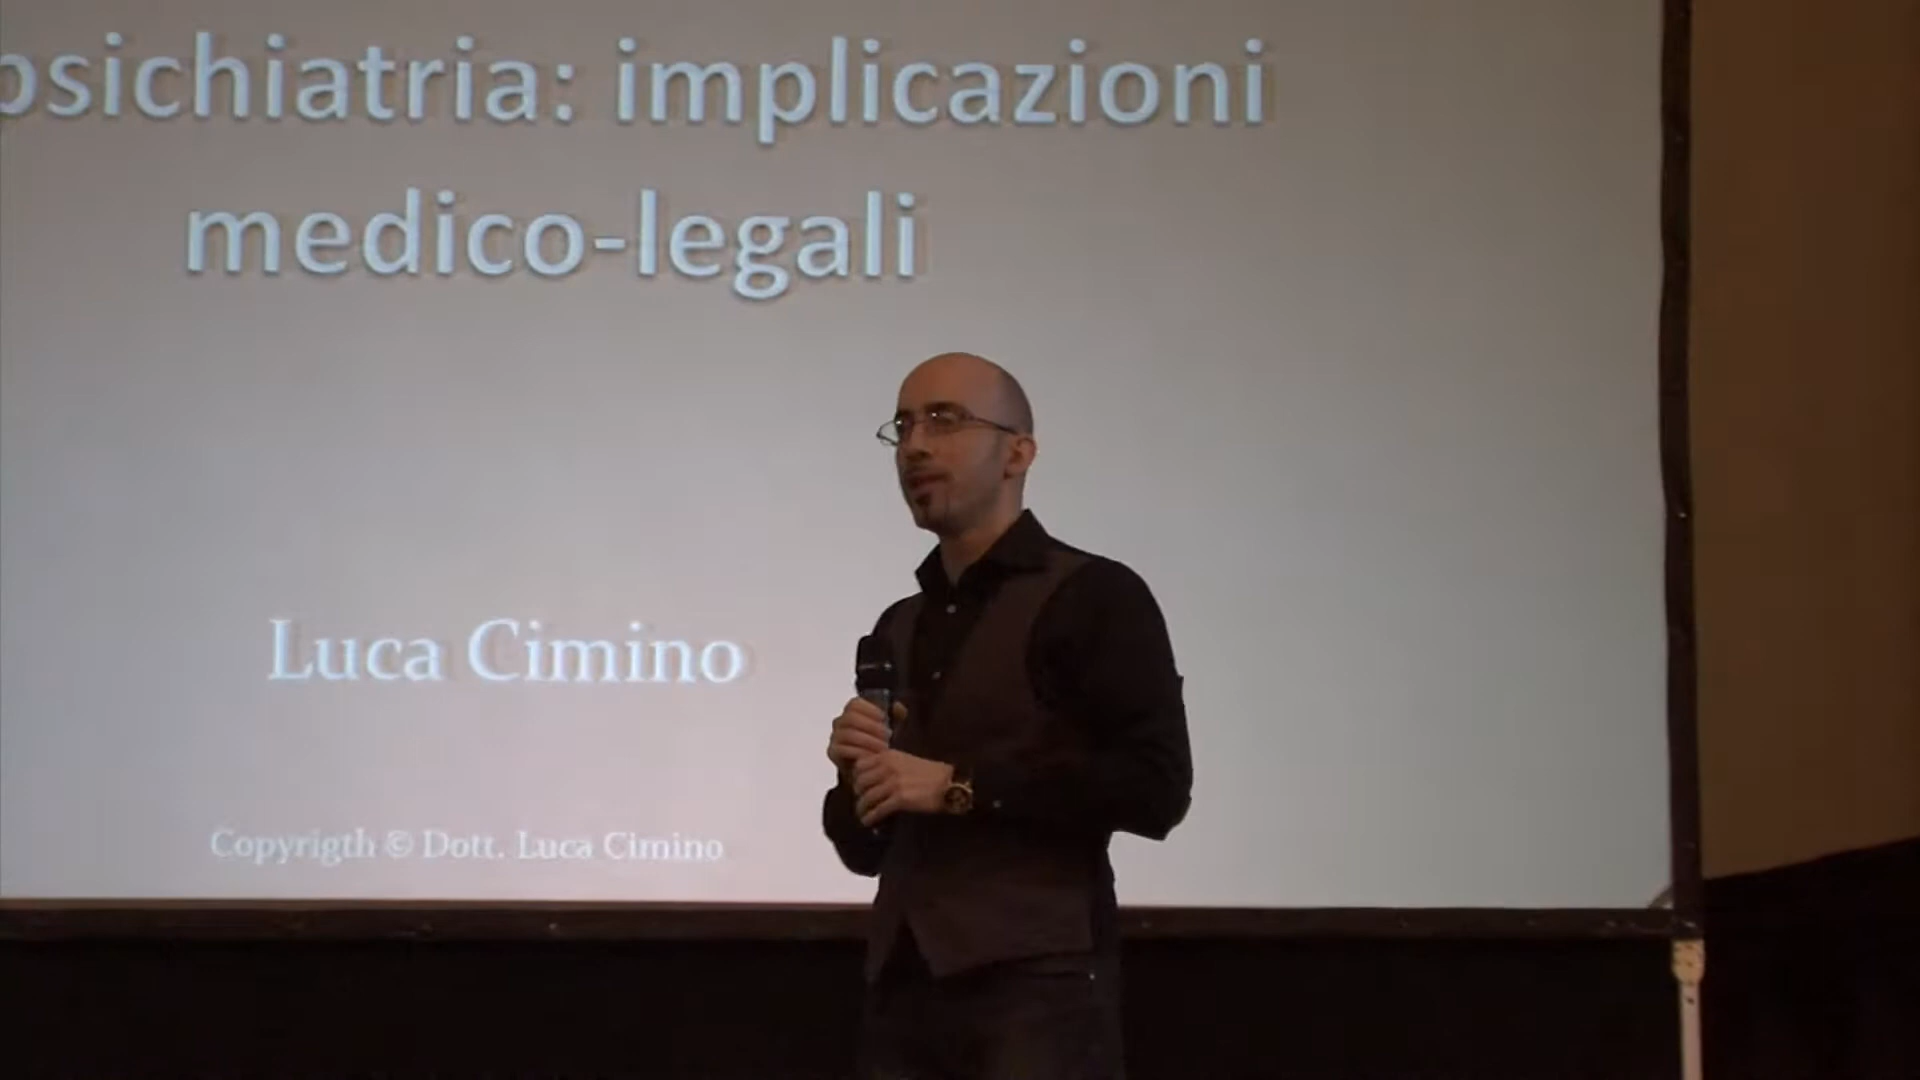 psichiatria: implicazioni
medico-legali
Luca Cimino
Copyrigth © Dott. Luca Cimino